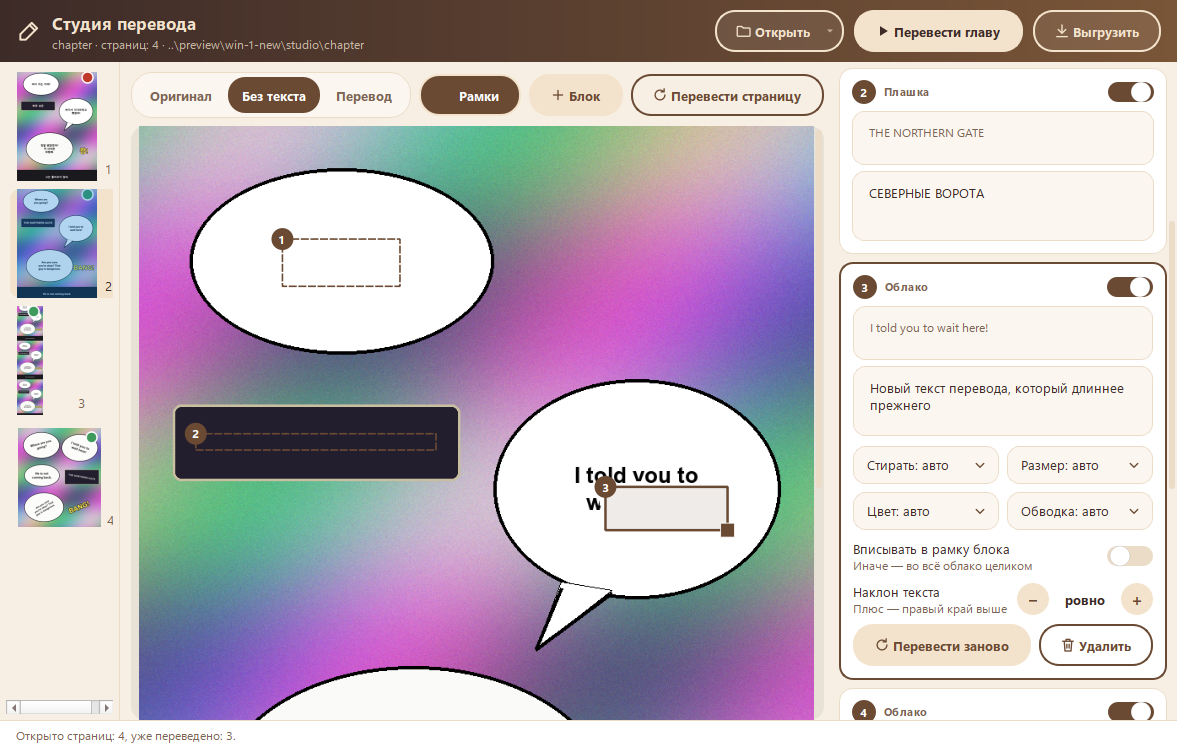 Студия перевода
chapter · страниц: 4 · ..\preview\win-1-new\studio\chapter
Открыть
Перевести главу
Выгрузить
Оригинал
Без текста
Перевод
Рамки
+ Блок
Перевести страницу
1
2
3
4
1
2
I told you to
w
3
2 Плашка
THE NORTHERN GATE
СЕВЕРНЫЕ ВОРОТА
3 Облако
I told you to wait here!
Новый текст перевода, который длиннее
прежнего
Стирать: авто
Размер: авто
Цвет: авто
Обводка: авто
Вписывать в рамку блока
Иначе — во всё облако целиком
Наклон текста
Плюс — правый край выше
− ровно +
Перевести заново
Удалить
4 Облако
Открыто страниц: 4, уже переведено: 3.